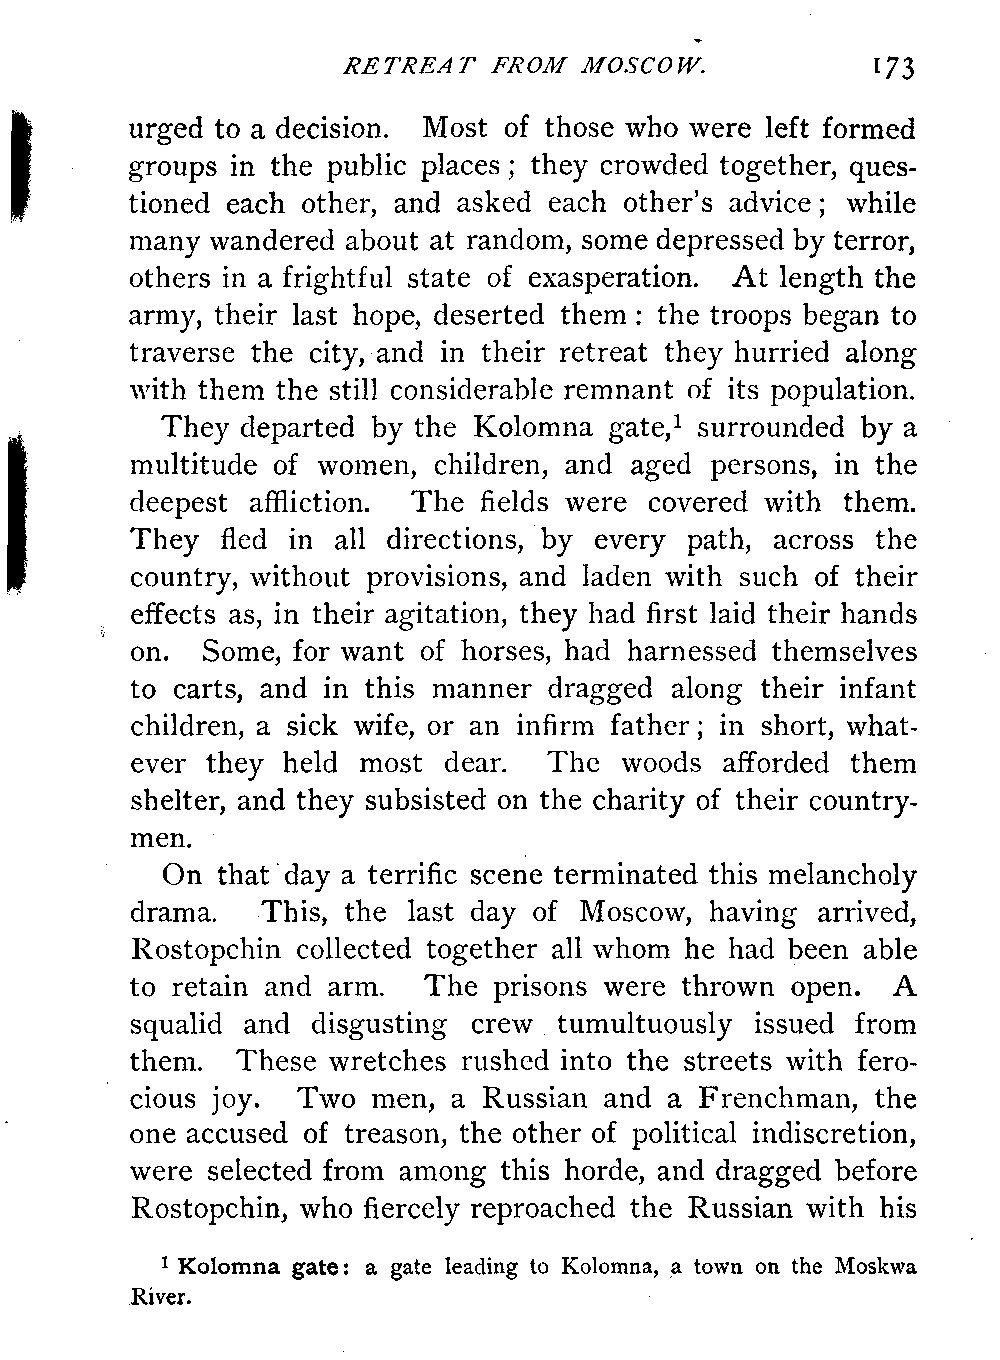 RETREAT FROM MOSCOW. 173
urged to a decision. Most of those who were left formed
groups in the public places ; they crowded together, ques-
tioned each other, and asked each other's advice ; while
many wandered about at random, some depressed by terror,
others in a frightful state of exasperation. At length the
army, their last hope, deserted them : the troops began to
traverse the city, and in their retreat they hurried along
with them the still considerable remnant of its population.
They departed by the Kolomna gate,¹ surrounded by a
multitude of women, children, and aged persons, in the
deepest affliction. The fields were covered with them.
They fled in all directions, by every path, across the
country, without provisions, and laden with such of their
effects as, in their agitation, they had first laid their hands
on. Some, for want of horses, had harnessed themselves
to carts, and in this manner dragged along their infant
children, a sick wife, or an infirm father ; in short, what-
ever they held most dear. The woods afforded them
shelter, and they subsisted on the charity of their country-
men.
On that day a terrific scene terminated this melancholy
drama. This, the last day of Moscow, having arrived,
Rostopchin collected together all whom he had been able
to retain and arm. The prisons were thrown open. A
squalid and disgusting crew tumultuously issued from
them. These wretches rushed into the streets with fero-
cious joy. Two men, a Russian and a Frenchman, the
one accused of treason, the other of political indiscretion,
were selected from among this horde, and dragged before
Rostopchin, who fiercely reproached the Russian with his
¹ Kolomna gate: a gate leading to Kolomna, a town on the Moskwa
River.